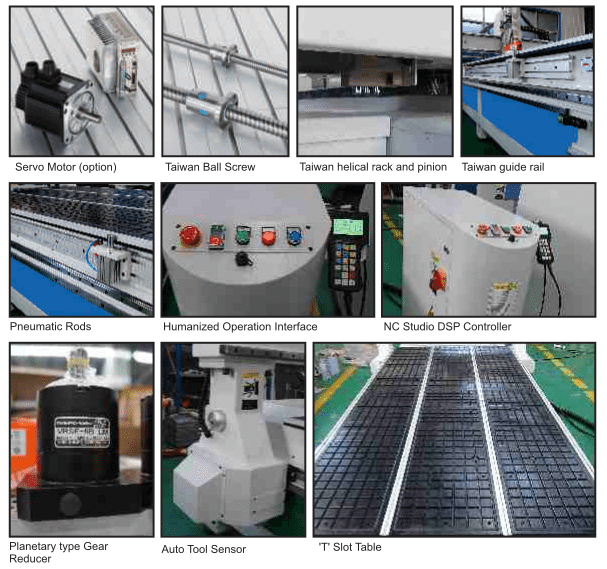 Servo Motor (option)
Taiwan Ball Screw
Taiwan helical rack and pinion
Taiwan guide rail
Pneumatic Rods
Humanized Operation Interface
NC Studio DSP Controller
Planetary type Gear
Reducer
Auto Tool Sensor
'T' Slot Table